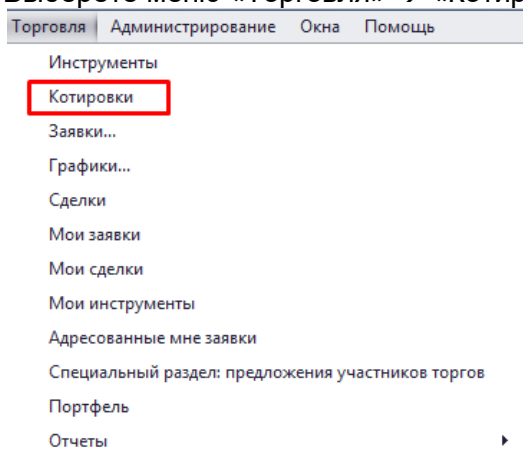 Торговля Администрирование Окна Помощь
Инструменты
Котировки
Заявки...
Графики...
Сделки
Мои заявки
Мои сделки
Мои инструменты
Адресованные мне заявки
Специальный раздел: предложения участников торгов
Портфель
Отчеты